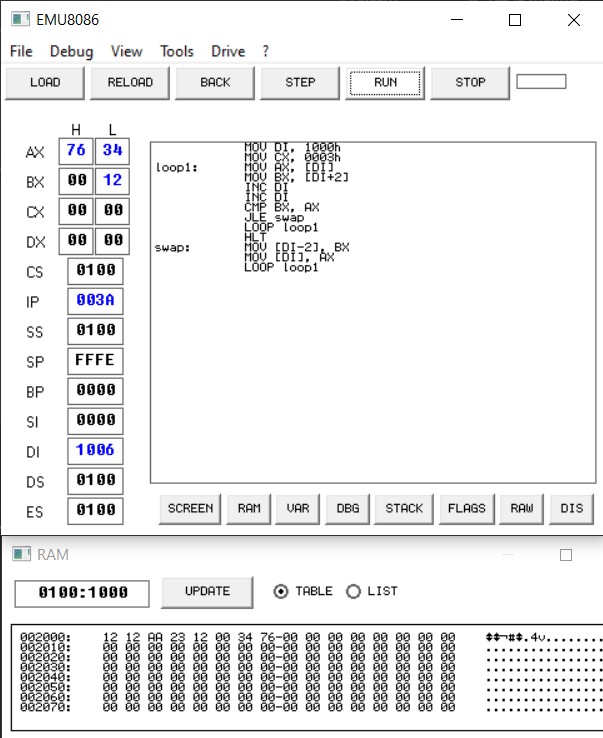 EMU8086
File Debug View Tools Drive ?
LOAD RELOAD BACK STEP RUN STOP
H L
AX 76 34
BX 00 12
CX 00 00
DX 00 00
CS 0100
IP 003A
SS 0100
SP FFFE
BP 0000
SI 0000
DI 1006
DS 0100
ES 0100
MOV DI, 1000h
MOV CX, 0003h
loop1: MOV AX, [DI]
MOV BX, [DI+2]
INC DI
INC DI
CMP BX, AX
JLE swap
LOOP loop1
HLT
swap: MOV [DI-2], BX
MOV [DI], AX
LOOP loop1
SCREEN RAM VAR DBG STACK FLAGS RAW DIS
RAM
0100:1000 UPDATE TABLE LIST
002000: 12 12 AA 23 12 00 34 76-00 00 00 00 00 00 00 00 ↕↕¬#↕.4v........
002010: 00 00 00 00 00 00 00 00-00 00 00 00 00 00 00 00 ................
002020: 00 00 00 00 00 00 00 00-00 00 00 00 00 00 00 00 ................
002030: 00 00 00 00 00 00 00 00-00 00 00 00 00 00 00 00 ................
002040: 00 00 00 00 00 00 00 00-00 00 00 00 00 00 00 00 ................
002050: 00 00 00 00 00 00 00 00-00 00 00 00 00 00 00 00 ................
002060: 00 00 00 00 00 00 00 00-00 00 00 00 00 00 00 00 ................
002070: 00 00 00 00 00 00 00 00-00 00 00 00 00 00 00 00 ................